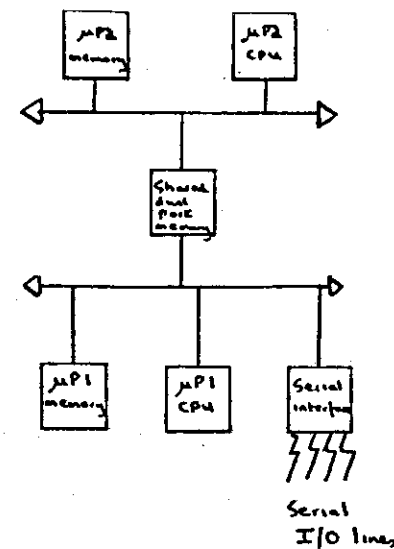 μP2
memory
μP2
CPU
Shared
dual
port
memory
μP1
memory
μP1
CPU
Serial
interface
Serial
I/O lines